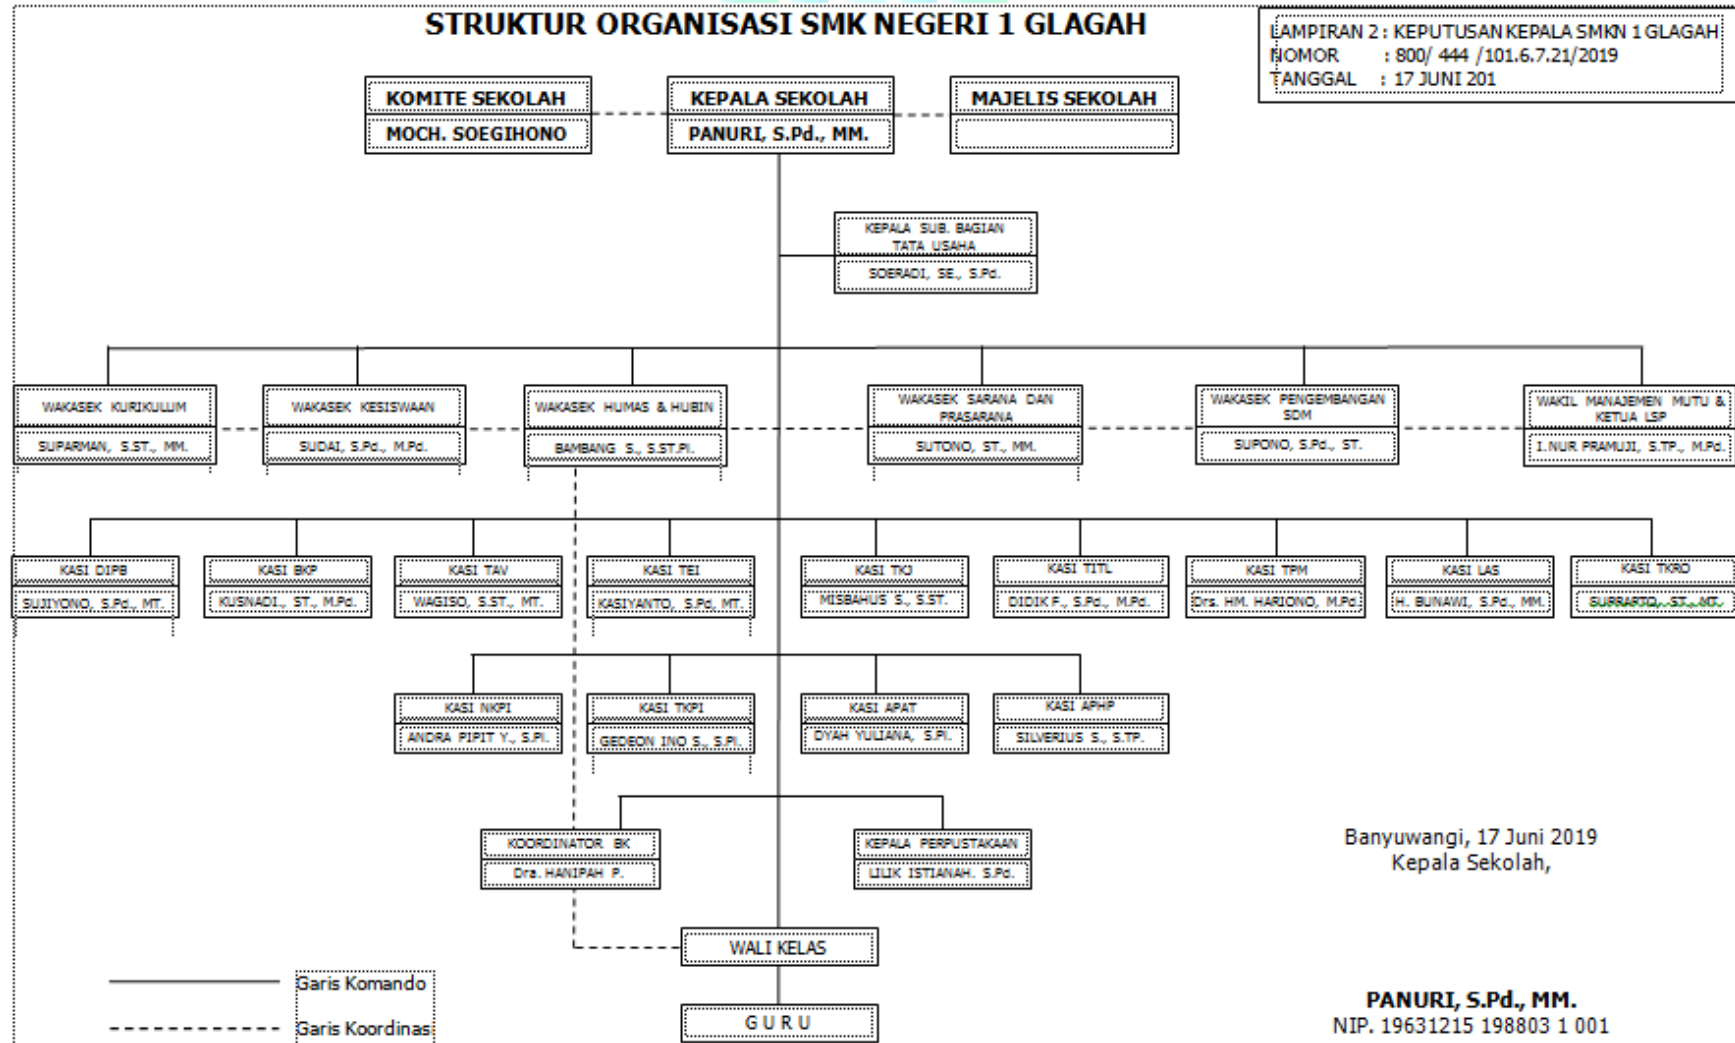 STRUKTUR ORGANISASI SMK NEGERI 1 GLAGAH
LAMPIRAN 2 : KEPUTUSAN KEPALA SMKN 1 GLAGAH
NOMOR : 800/ 444 /101.6.7.21/2019
TANGGAL : 17 JUNI 201
KOMITE SEKOLAH
MOCH. SOEGIHONO
KEPALA SEKOLAH
PANURI, S.Pd., MM.
MAJELIS SEKOLAH
KEPALA SUB. BAGIAN
TATA USAHA
SOERADI, SE., S.Pd.
WAKASEK KURIKULUM
SUPARMAN, S.ST., MM.
WAKASEK KESISWAAN
SUDAI, S.Pd., M.Pd.
WAKASEK HUMAS & HUBIN
BAMBANG S., S.ST.Pi.
WAKASEK SARANA DAN
PRASARANA
SUTONO, ST., MM.
WAKASEK PENGEMBANGAN
SDM
SUPONO, S.Pd., ST.
WAKIL MANAJEMEN MUTU &
KETUA LSP
I.NUR PRAMUJI, S.TP., M.Pd.
KASI DIPB
SUJIYONO, S.Pd., MT.
KASI BKP
KUSNADI., ST., M.Pd.
KASI TAV
WAGISO, S.ST., MT.
KASI TEI
KASIYANTO, S.Pd, MT.
KASI TKJ
MISBAHUS S., S.ST.
KASI TITL
DIDIK F., S.Pd., M.Pd.
KASI TPM
Drs. HM. HARIONO, M.Pd.
KASI LAS
H. BUNAWI, S.Pd., MM.
KASI TKRO
SUPRAPTO, ST., MT.
KASI NKPI
ANDRA PIPIT Y., S.Pi.
KASI TKPI
GEDEON INO S., S.Pi.
KASI APAT
DYAH YULIANA, S.Pi.
KASI APHP
SILVERIUS S., S.TP.
KOORDINATOR BK
Dra. HANIPAH P.
KEPALA PERPUSTAKAAN
LILIK ISTIANAH. S.Pd.
Banyuwangi, 17 Juni 2019
Kepala Sekolah,
WALI KELAS
G U R U
Garis Komando
Garis Koordinasi
PANURI, S.Pd., MM.
NIP. 19631215 198803 1 001